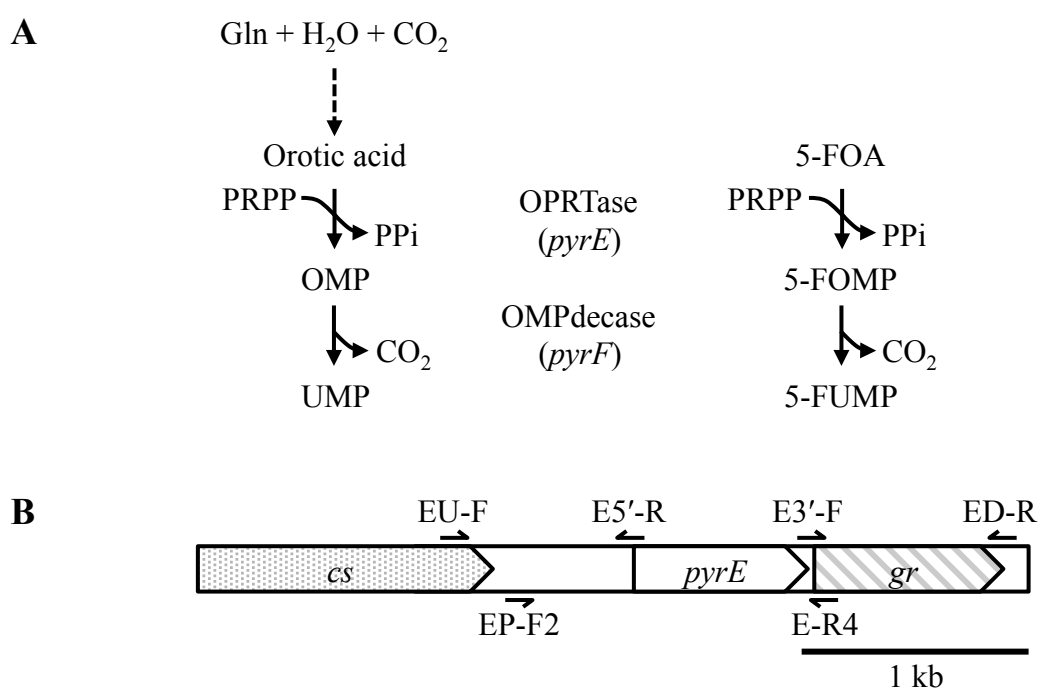 A
Gln + H₂O + CO₂
Orotic acid
5-FOA
PRPP
OPRTase
PRPP
PPi
(pyrE)
PPi
OMP
5-FOMP
OMPdecase
CO₂
(pyrF)
CO₂
UMP
5-FUMP
B
EU-F
E5′-R
E3′-F
ED-R
cs
pyrE
gr
EP-F2
E-R4
1 kb